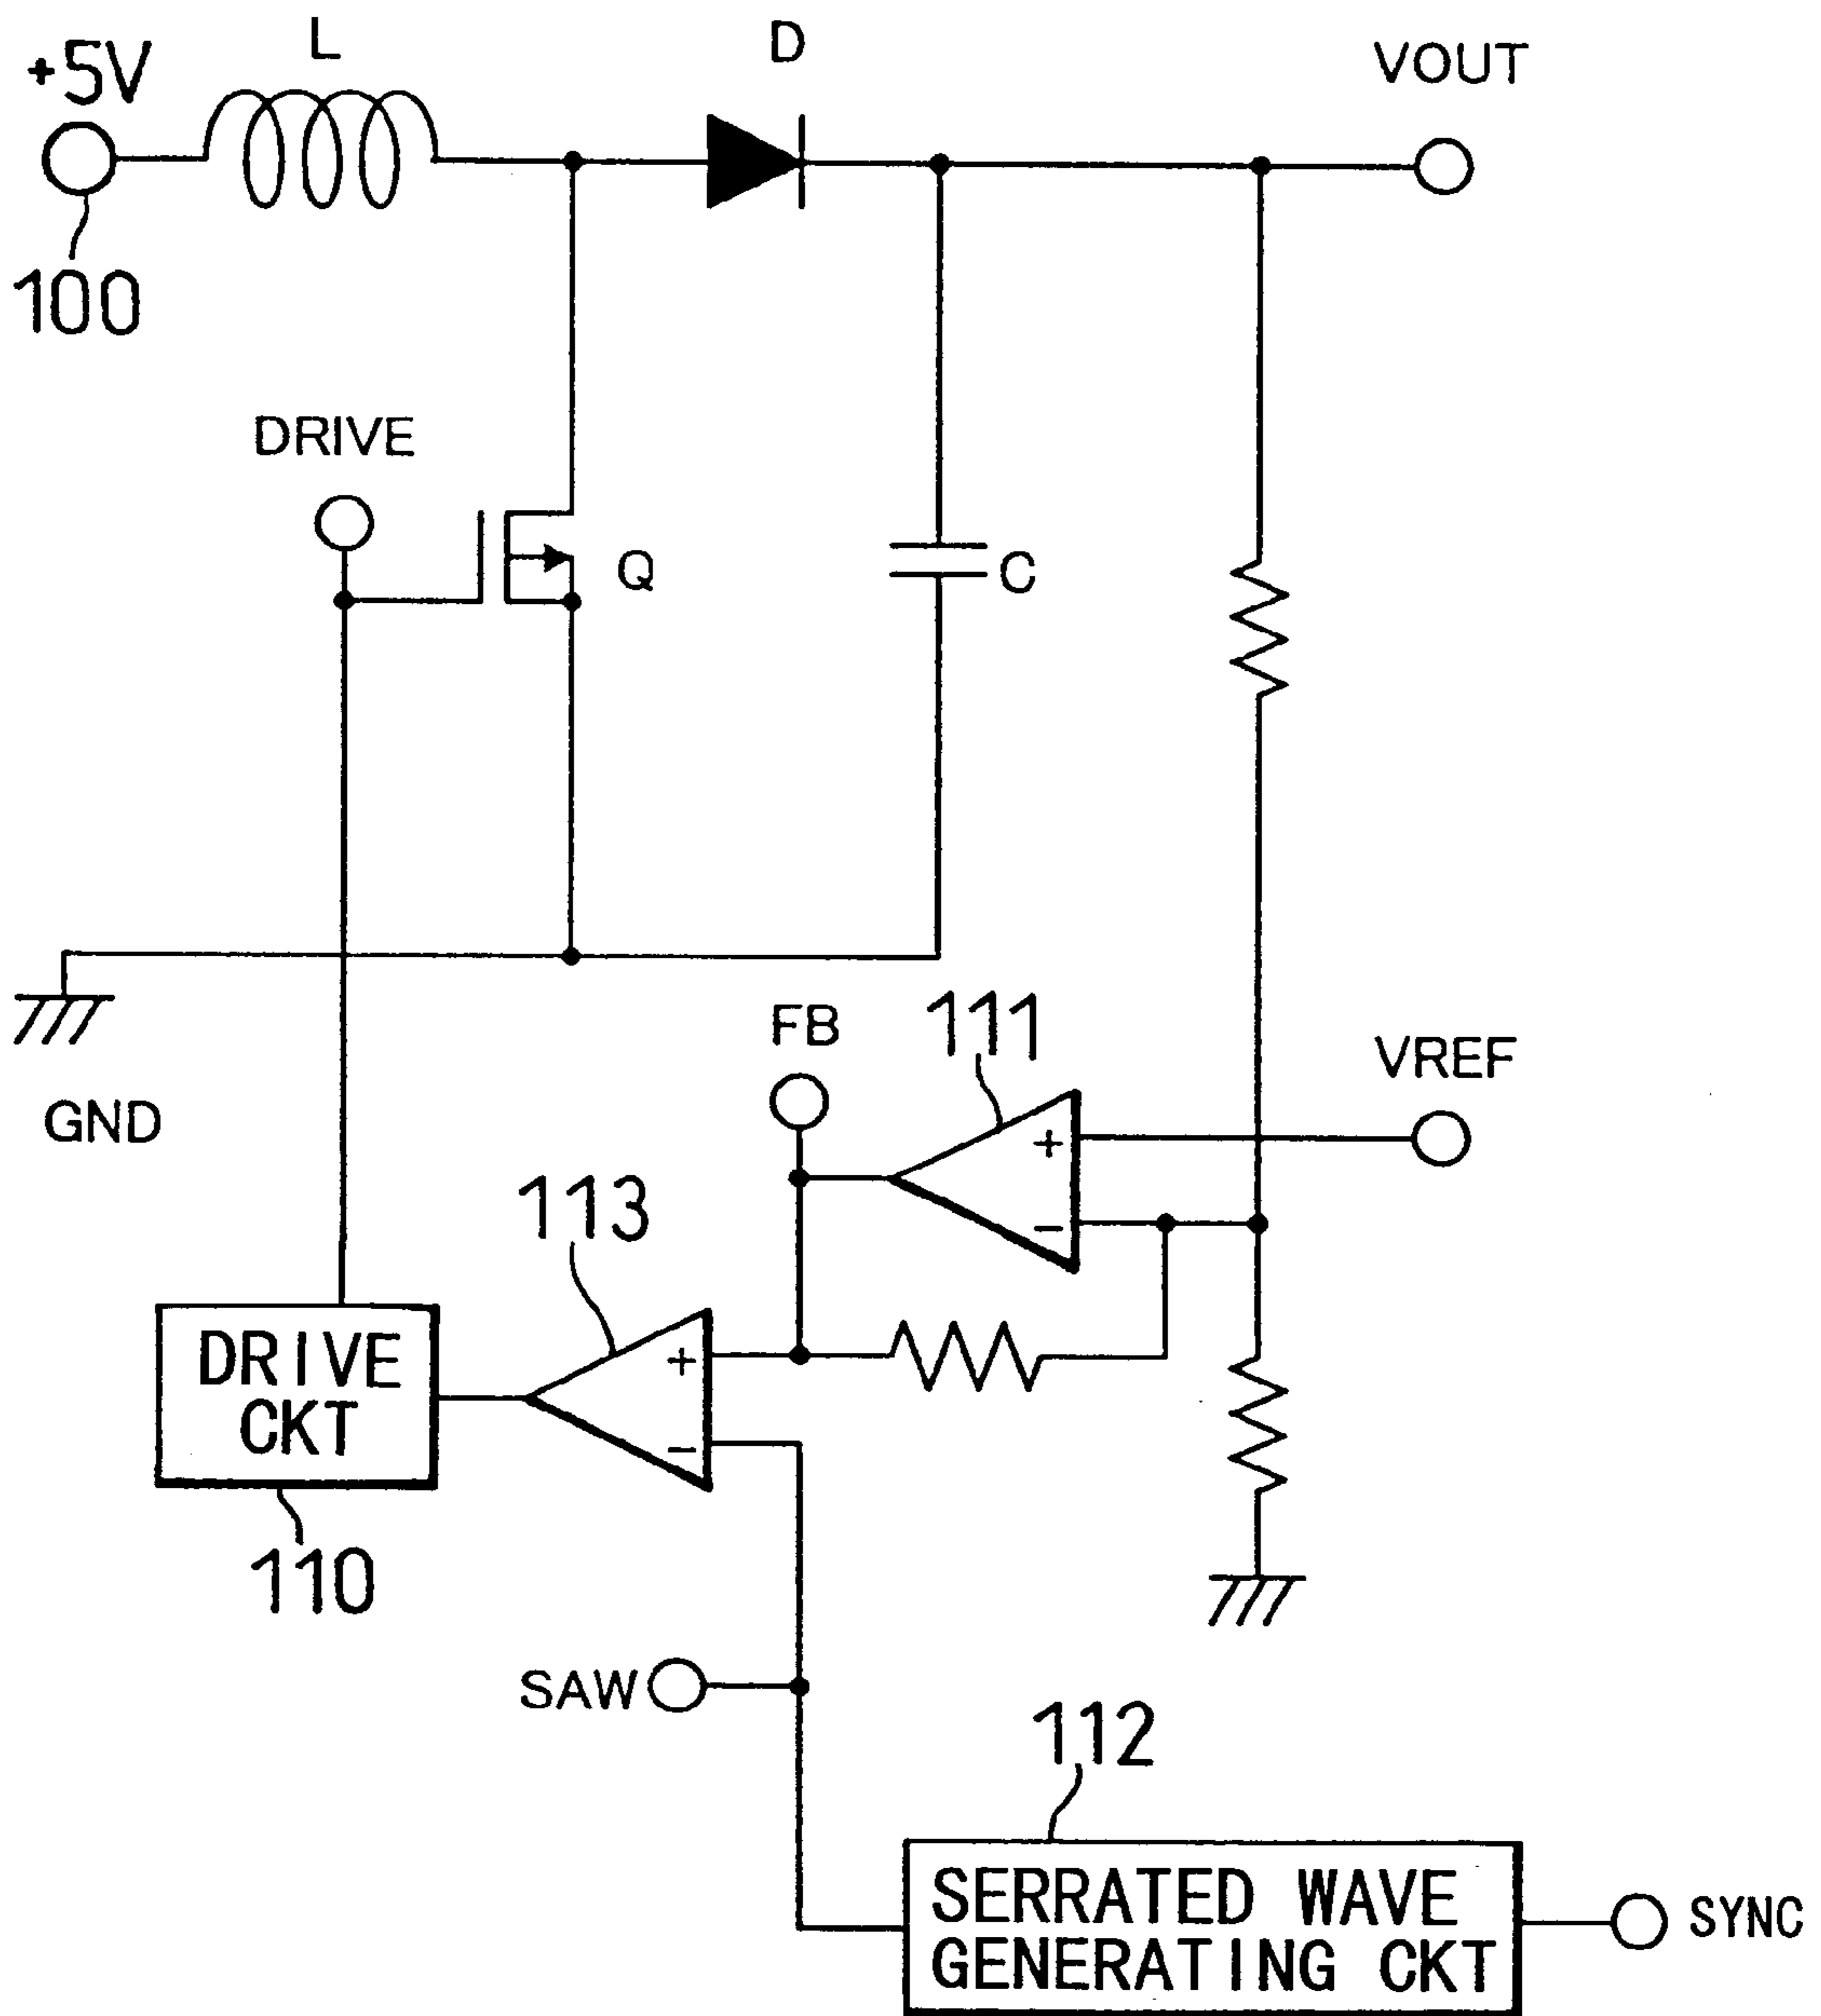 L
D
+5V
VOUT
100
DRIVE
Q
C
GND
FB
111
VREF
+
−
113
+
−
DRIVE
CKT
110
SAW
112
SERRATED WAVE
GENERATING CKT
SYNC